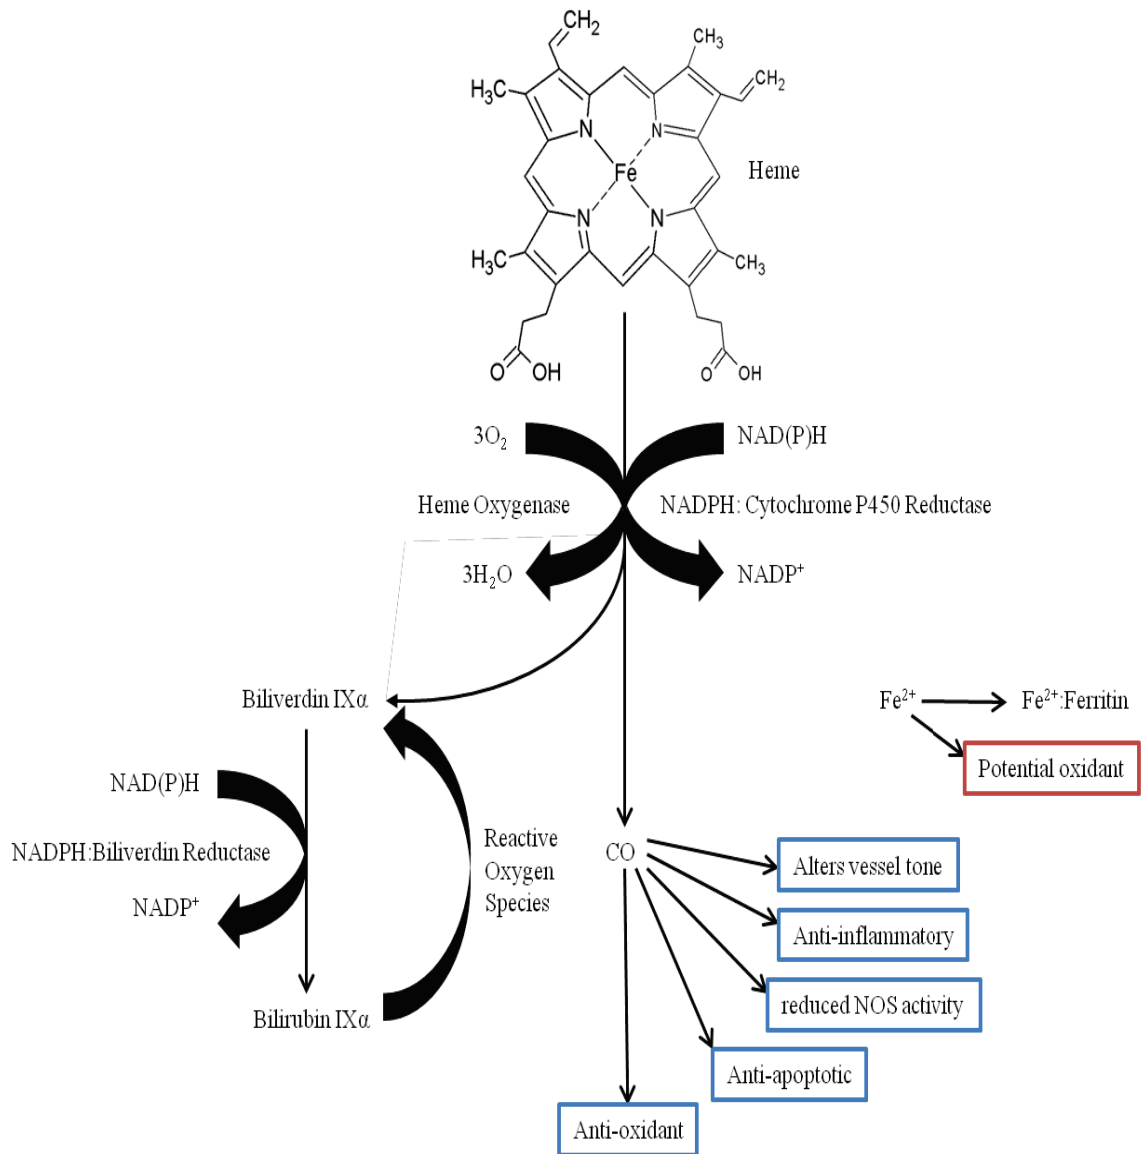 CH₂
CH₃
H₃C
CH₂
N
N
Fe
Heme
N
N
H₃C
CH₃
O
OH
O
OH
3O₂
NAD(P)H
Heme Oxygenase
NADPH: Cytochrome P450 Reductase
3H₂O
NADP⁺
Biliverdin IXα
Fe²⁺
Fe²⁺:Ferritin
Potential oxidant
NAD(P)H
NADPH:Biliverdin Reductase
NADP⁺
Reactive
Oxygen
Species
CO
Alters vessel tone
Anti-inflammatory
reduced NOS activity
Bilirubin IXα
Anti-apoptotic
Anti-oxidant